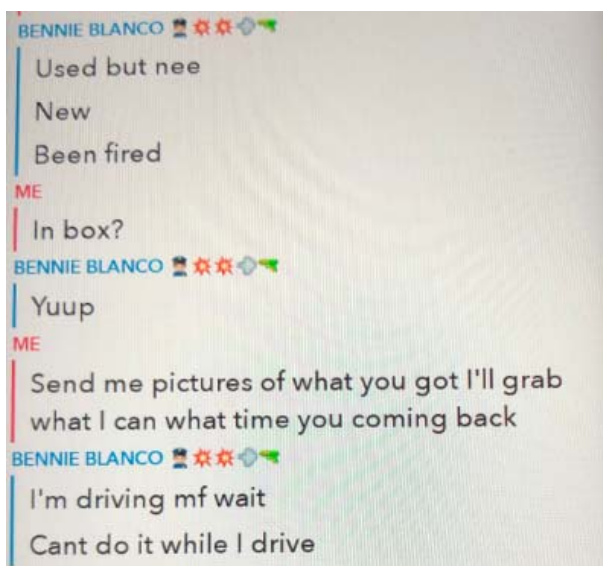 BENNIE BLANCO 👮🏽💥💥💨🔫
Used but nee
New
Been fired
ME
In box?
BENNIE BLANCO 👮🏽💥💥💨🔫
Yuup
ME
Send me pictures of what you got I'll grab
what I can what time you coming back
BENNIE BLANCO 👮🏽💥💥💨🔫
I'm driving mf wait
Cant do it while I drive